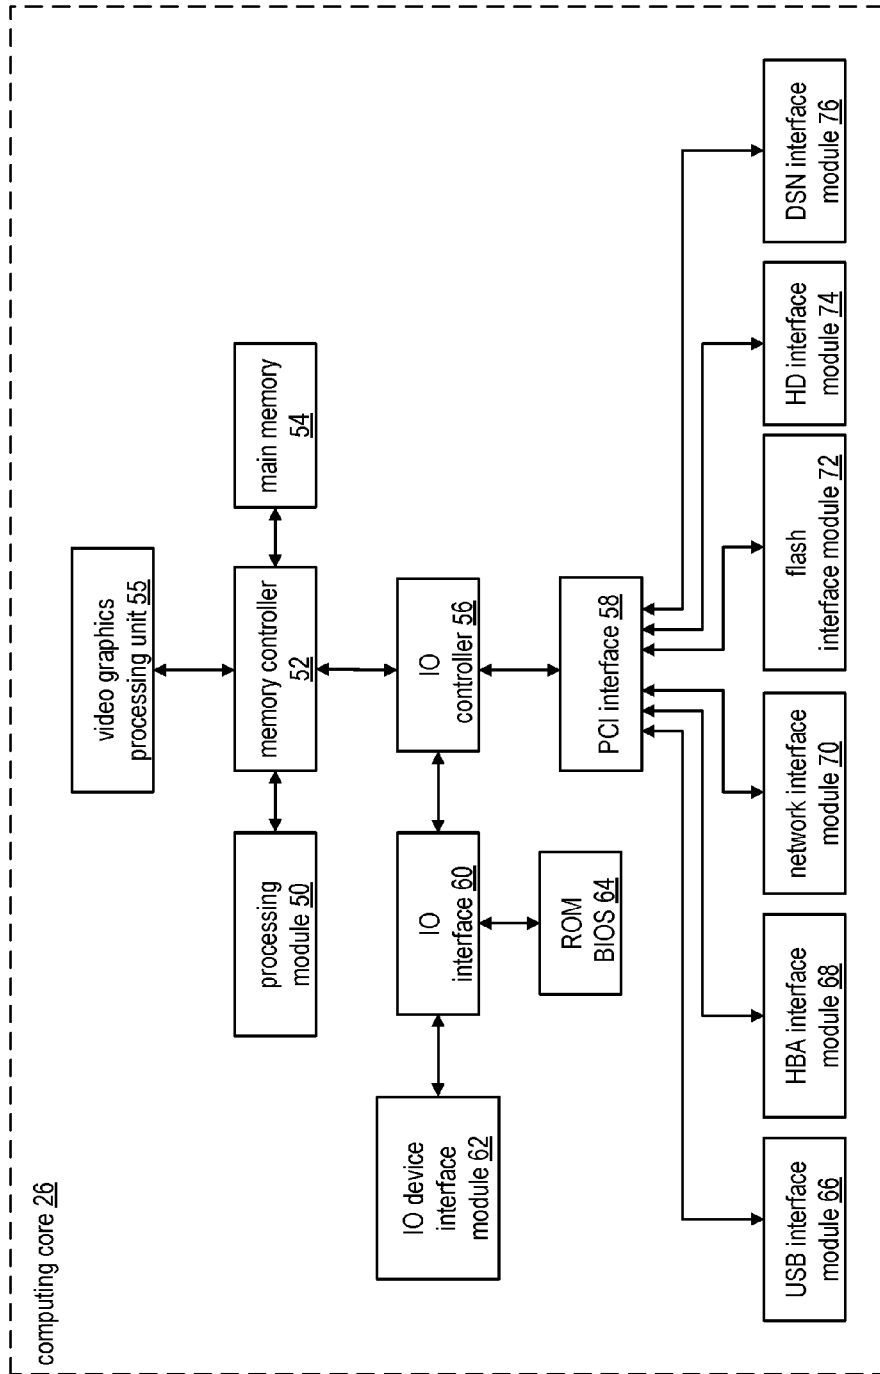 computing core 26
video graphics
processing unit 55
processing
module 50
memory controller
52
main memory
54
IO device
interface
module 62
IO
interface 60
IO
controller 56
ROM
BIOS 64
PCI interface 58
USB interface
module 66
HBA interface
module 68
network interface
module 70
flash
interface module 72
HD interface
module 74
DSN interface
module 76